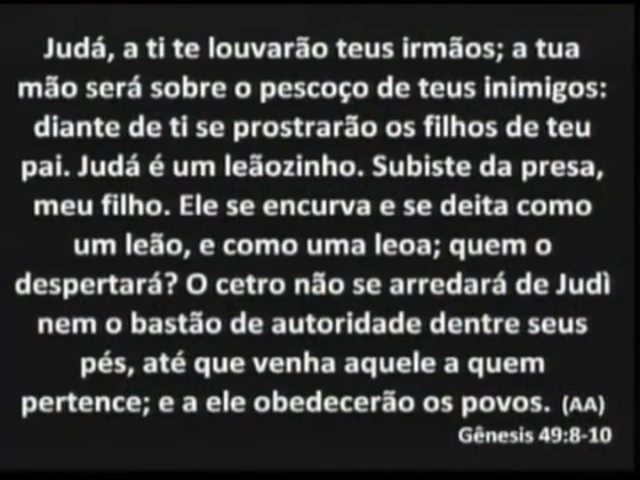 Judá, a ti te louvarão teus irmãos; a tua
mão será sobre o pescoço de teus inimigos:
diante de ti se prostrarão os filhos de teu
pai. Judá é um leãozinho. Subiste da presa,
meu filho. Ele se encurva e se deita como
um leão, e como uma leoa; quem o
despertará? O cetro não se arredará de Judì
nem o bastão de autoridade dentre seus
pés, até que venha aquele a quem
pertence; e a ele obedecerão os povos. (AA)
Gênesis 49:8-10